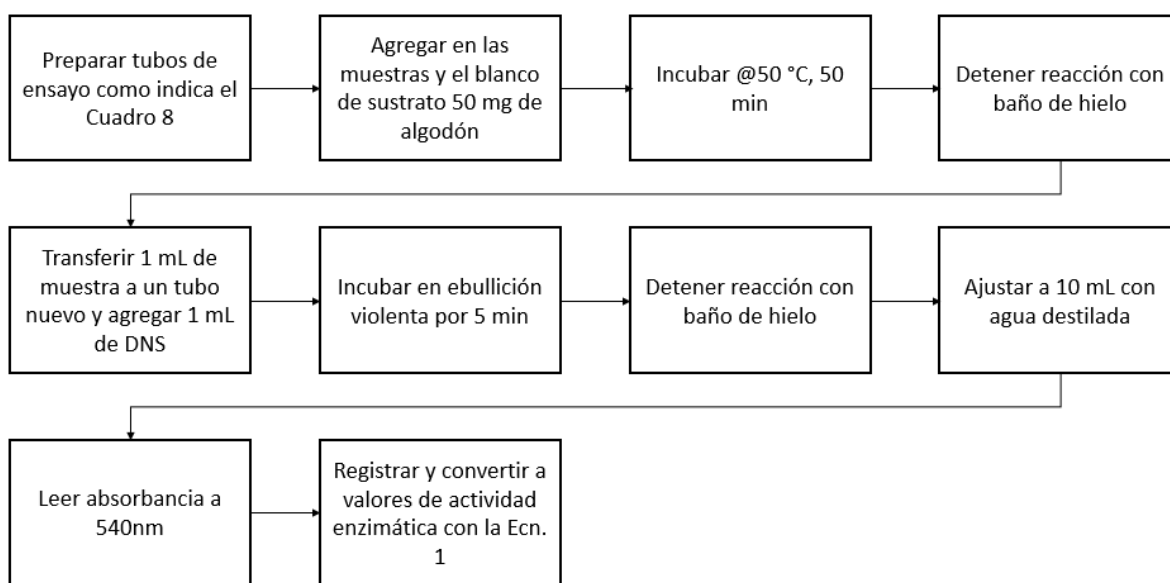 Preparar tubos de
ensayo como indica el
Cuadro 8
Agregar en las
muestras y el blanco
de sustrato 50 mg de
algodón
Incubar @50 °C, 50
min
Detener reacción con
baño de hielo
Transferir 1 mL de
muestra a un tubo
nuevo y agregar 1 mL
de DNS
Incubar en ebullición
violenta por 5 min
Detener reacción con
baño de hielo
Ajustar a 10 mL con
agua destilada
Leer absorbancia a
540nm
Registrar y convertir a
valores de actividad
enzimática con la Ecn.
1